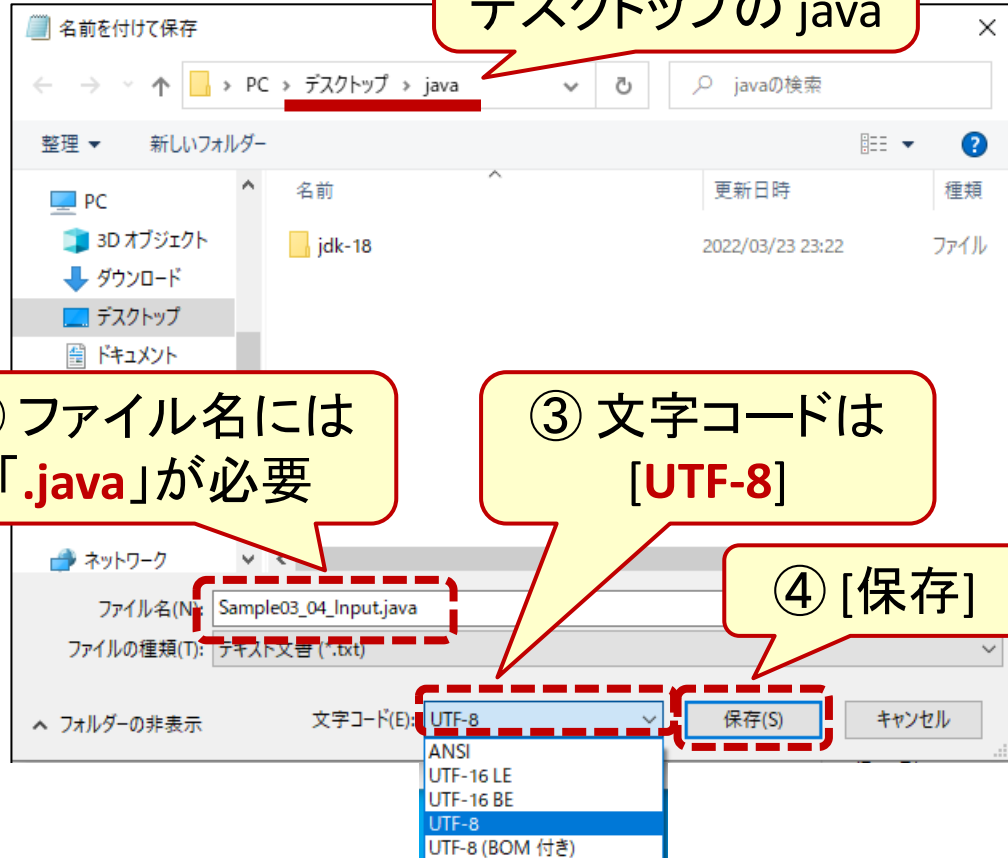 デスクトップの java
名前を付けて保存
PC › デスクトップ › java
javaの検索
整理
新しいフォルダー
名前
更新日時
種類
PC
3D オブジェクト
ダウンロード
デスクトップ
ドキュメント
jdk-18
2022/03/23 23:22
ファイル
ファイル名には
「.java」が必要
③ 文字コードは
[UTF-8]
④ [保存]
ネットワーク
ファイル名(N):
Sample03_04_Input.java
ファイルの種類(T):
テキスト文書 (*.txt)
フォルダーの非表示
文字コード(E):
UTF-8
保存(S)
キャンセル
ANSI
UTF-16 LE
UTF-16 BE
UTF-8
UTF-8 (BOM 付き)